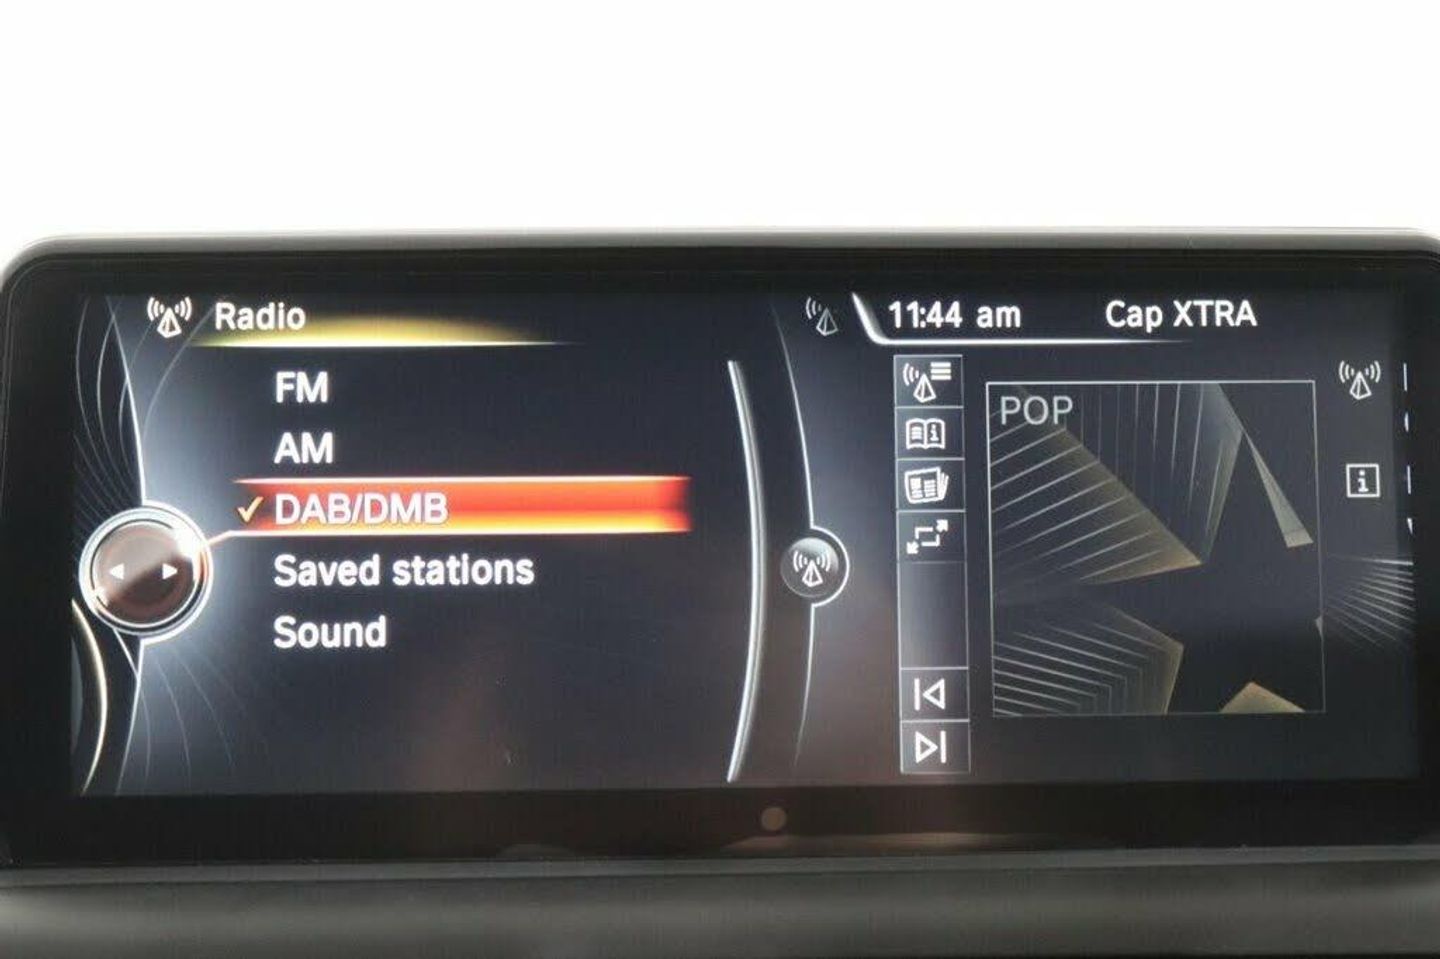 Radio
11:44 am
Cap XTRA
FM
AM
DAB/DMB
Saved stations
Sound
POP